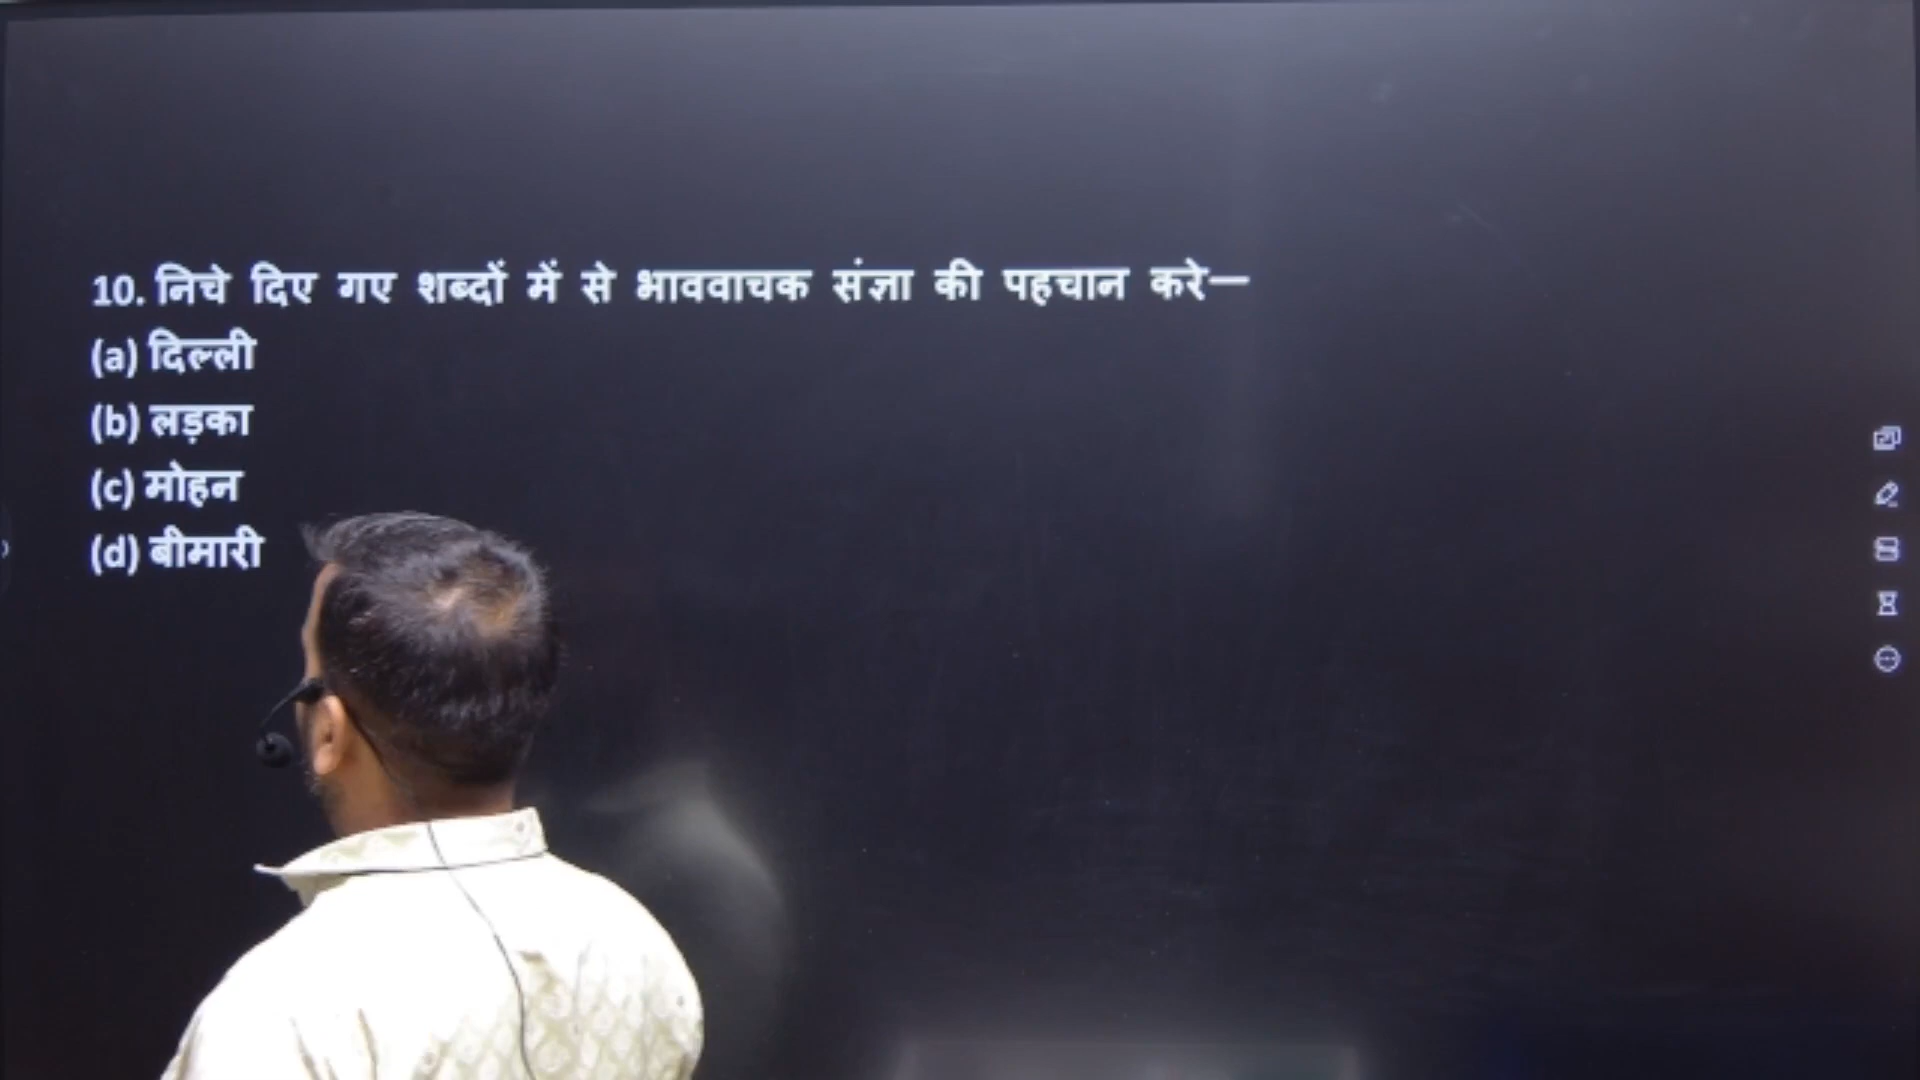 10. निचे दिए गए शब्दों में से भाववाचक संज्ञा की पहचान करे—
(a) दिल्ली
(b) लड़का
(c) मोहन
(d) बीमारी